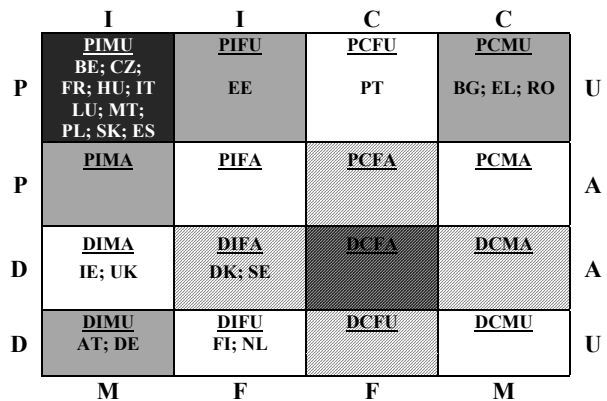 I I C C
P PIMU PIFU PCFU PCMU U
BE; CZ;
FR; HU; IT EE PT BG; EL; RO
LU; MT;
PL; SK; ES
P PIMA PIFA PCFA PCMA A
D DIMA DIFA DCFA DCMA A
IE; UK DK; SE
D DIMU DIFU DCFU DCMU U
AT; DE FI; NL
M F F M